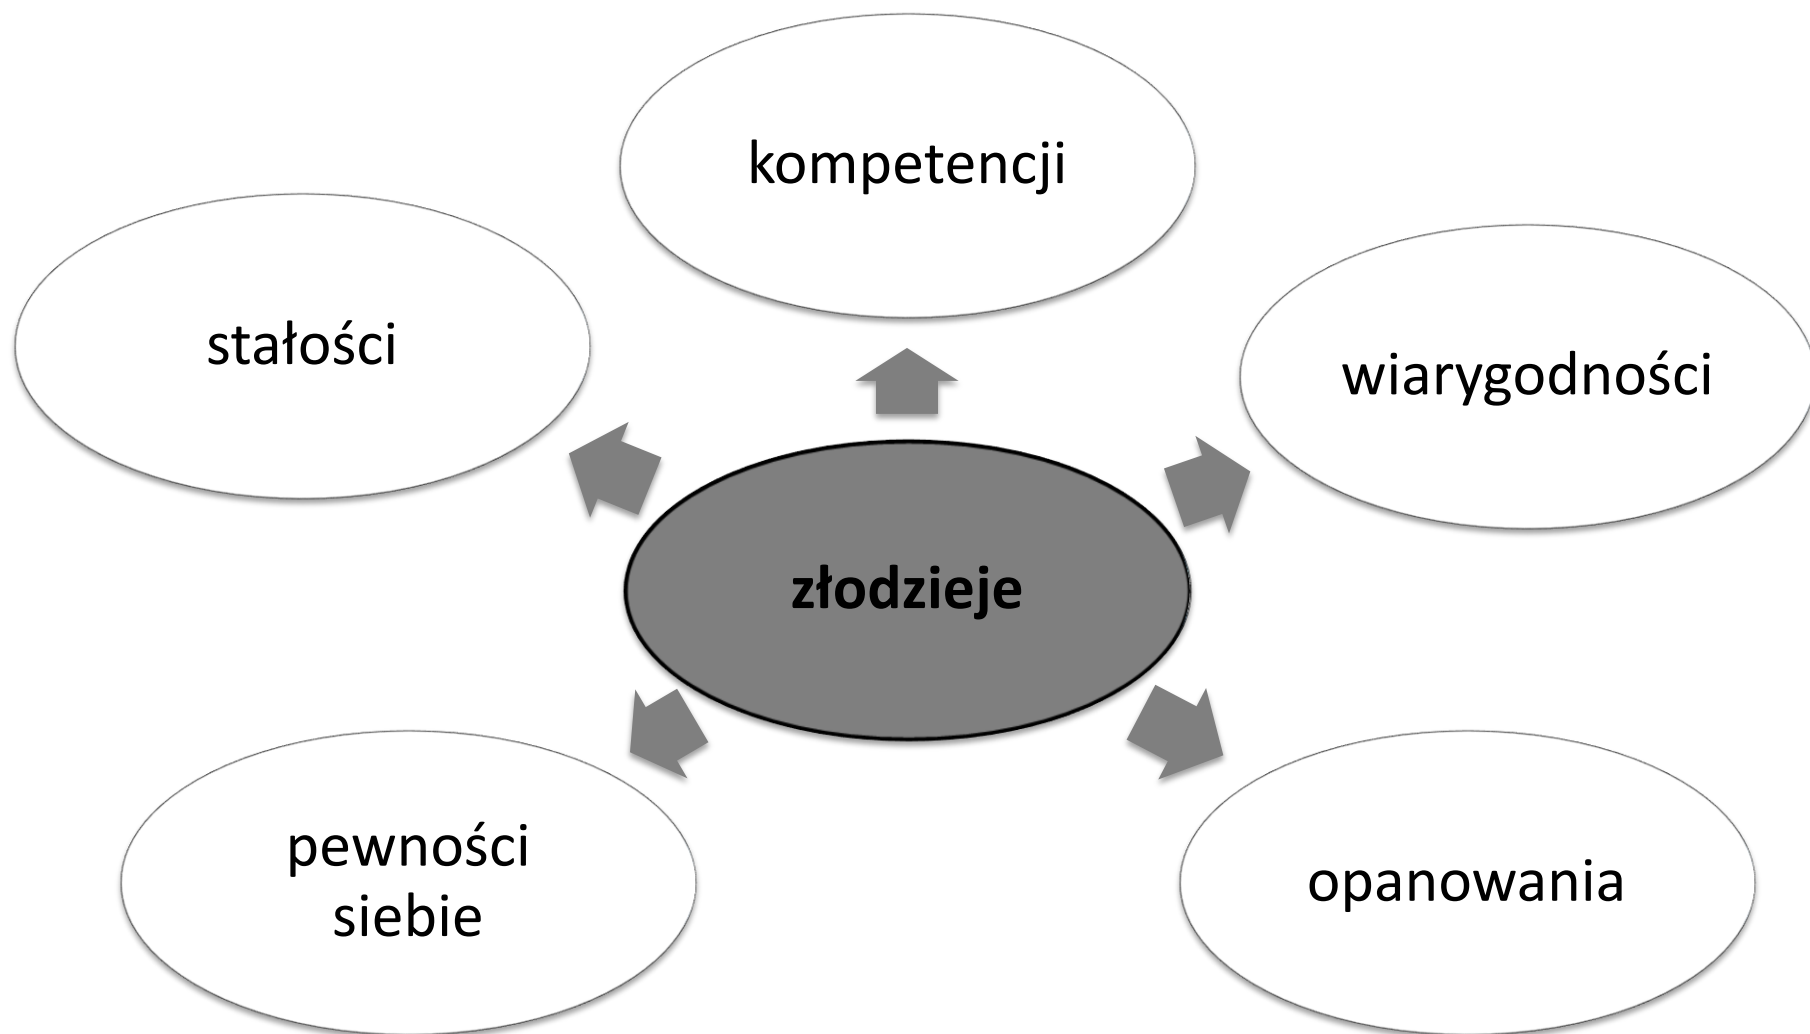 kompetencji
stałości
wiarygodności
złodzieje
pewności
siebie
opanowania